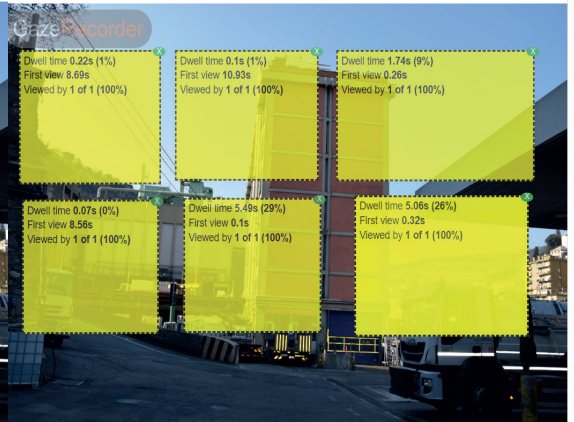 GazeRecorder
X
X
X
Dwell time 0.22s (1%)
First view 8.69s
Viewed by 1 of 1 (100%)
Dwell time 0.1s (1%)
First view 10.93s
Viewed by 1 of 1 (100%)
Dwell time 1.74s (9%)
First view 0.26s
Viewed by 1 of 1 (100%)
X
X
X
Dwell time 0.07s (0%)
First view 8.56s
Viewed by 1 of 1 (100%)
Dwell time 5.49s (29%)
First view 0.1s
Viewed by 1 of 1 (100%)
Dwell time 5.06s (26%)
First view 0.32s
Viewed by 1 of 1 (100%)